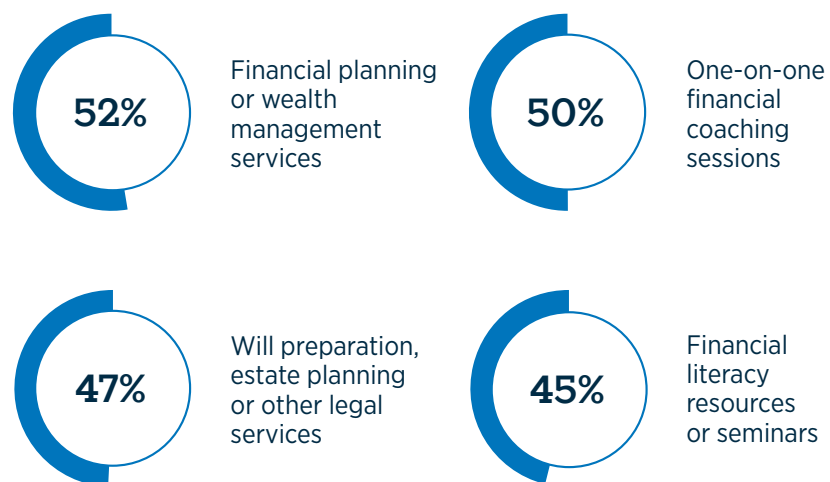 52%
Financial planning
or wealth
management
services
50%
One-on-one
financial
coaching
sessions
47%
Will preparation,
estate planning
or other legal
services
45%
Financial
literacy
resources
or seminars